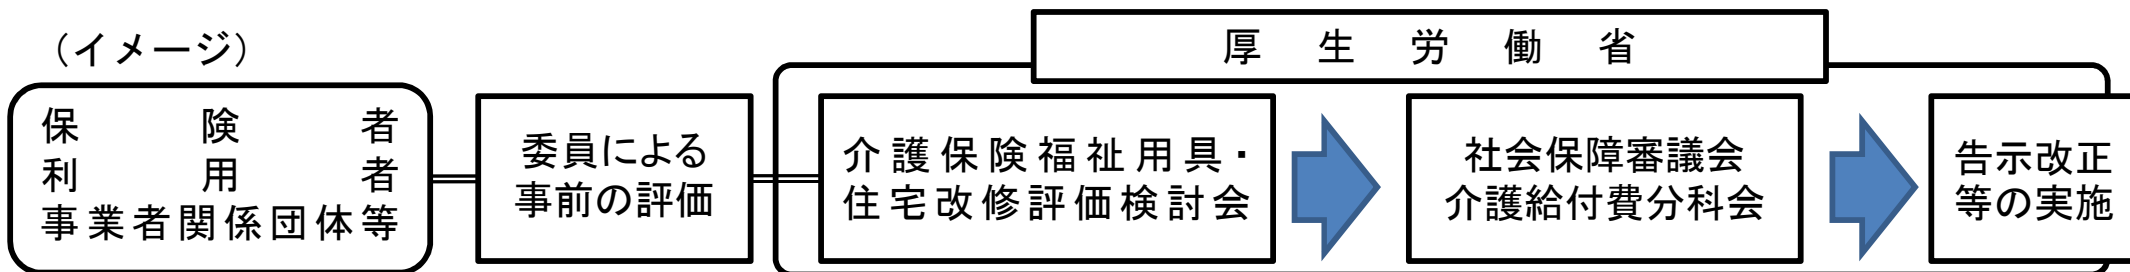 （イメージ）
厚生労働省
保険者
利用者
事業者関係団体等
委員による
事前の評価
介護保険福祉用具・
住宅改修評価検討会
社会保障審議会
介護給付費分科会
告示改正
等の実施